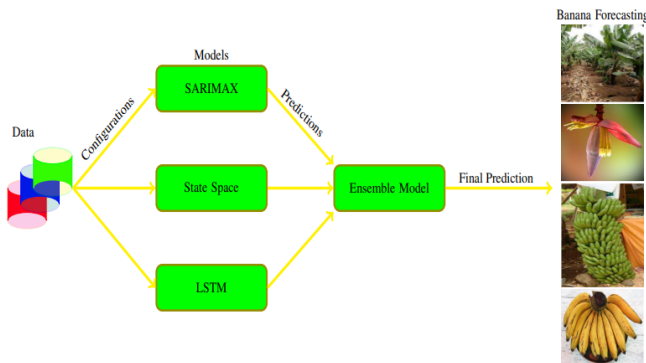 Banana Forecasting
Models
SARIMAX
Configurations
Predictions
Data
State Space
Ensemble Model
Final Prediction
LSTM